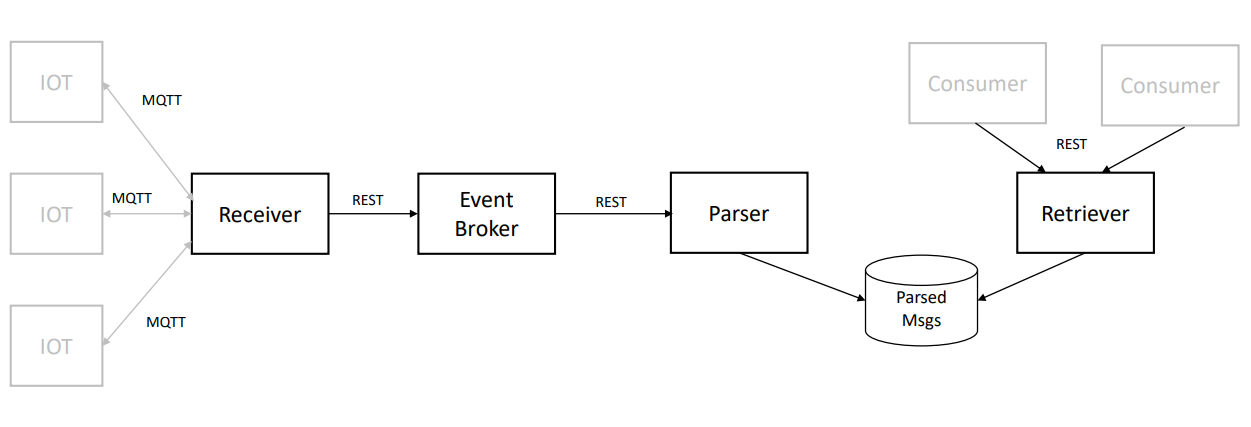 IOT
MQTT
IOT
MQTT
IOT
MQTT
Receiver
REST
Event
Broker
REST
Parser
Parsed
Msgs
Consumer
Consumer
REST
Retriever